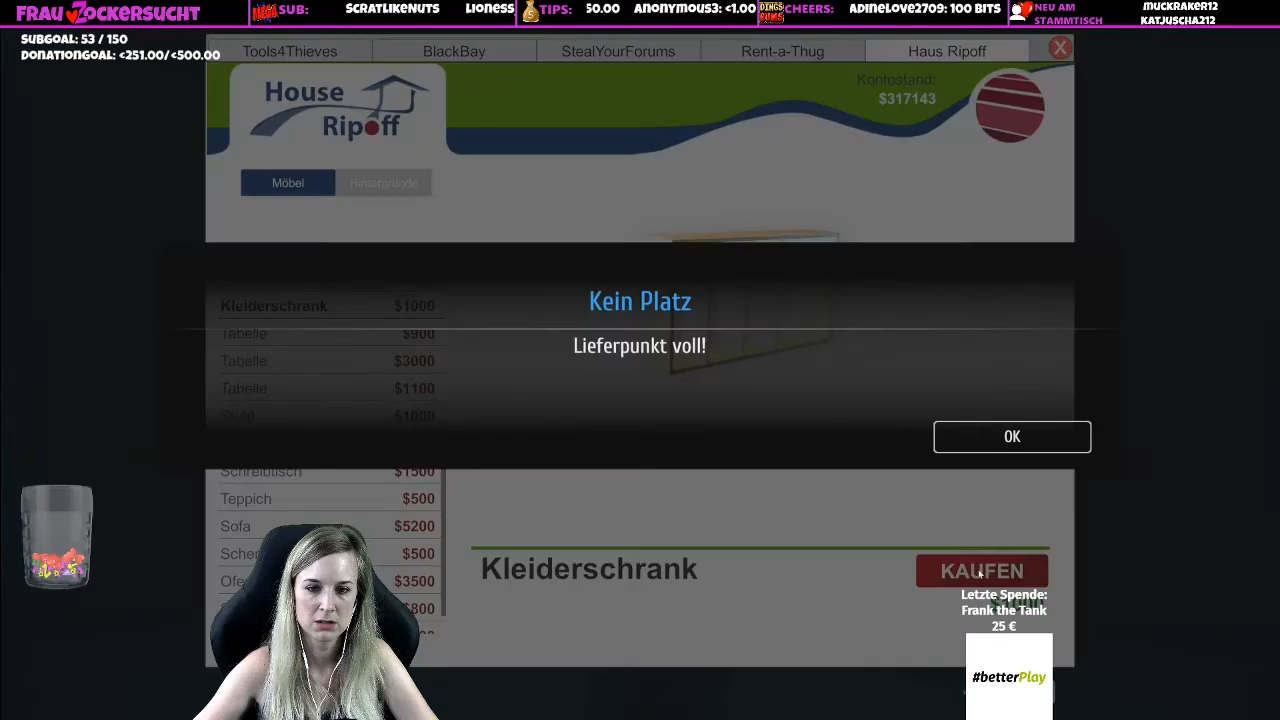 FRAU ZOCKERSUCHT
SUB: SCRATLIKENUTS LIONESS
TIPS: 50.00 ANONYMOUS3: <1.00
CHEERS: ADINELOVE2709 100 BITS
NEU AM STAMMTISCH
MUCKRAKER12
KATJUSCHA212
SUBGOAL: 53 / 150
DONATIONGOAL: <251.00/<500.00
Tools4Thieves BlackBay StealYourForums Rent-a-Thug Haus Ripoff X
House Ripoff
Kontostand:
$317143
Möbel Hintergründe
Kein Platz
Lieferpunkt voll!
OK
Kleiderschrank $1000
Tabelle $900
Tabelle $3000
Tabelle $1100
Stuhl $1000
Schreibtisch $1500
Teppich $500
Sofa $5200
$500
$3500
$800
Kleiderschrank
KAUFEN
Letzte Spende:
Frank the Tank
25 €
#betterPlay